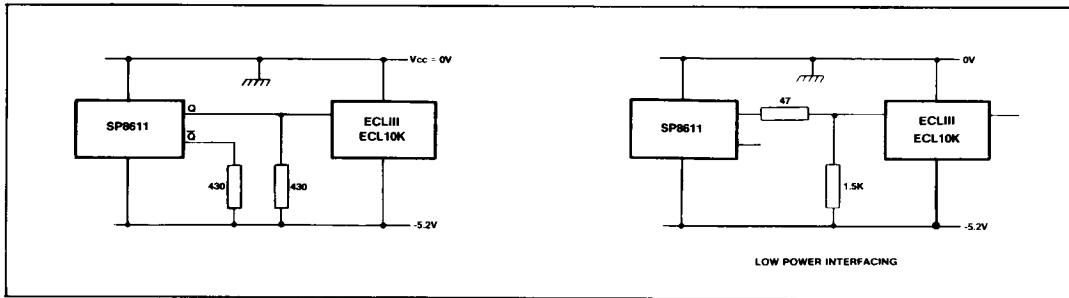 Vcc = 0V
SP8611
Q
Q̅
ECLIII
ECL10K
430
430
-5.2V
0V
SP8611
47
ECLIII
ECL10K
1.5K
-5.2V
LOW POWER INTERFACING